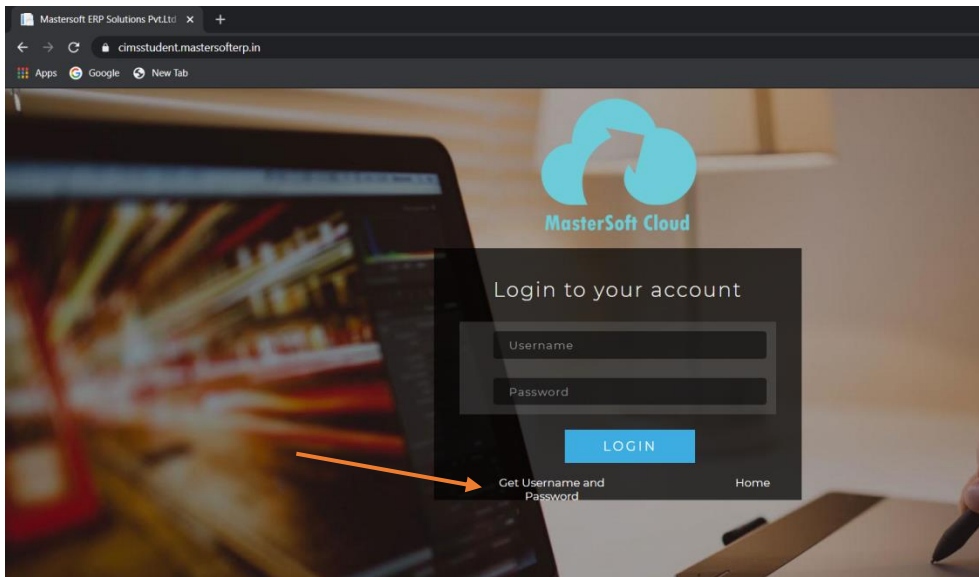 Mastersoft ERP Solutions Pvt.Ltd
cimsstudent.mastersofterp.in
Apps Google New Tab
MasterSoft Cloud
Login to your account
Username
Password
LOGIN
Get Username and
Password
Home